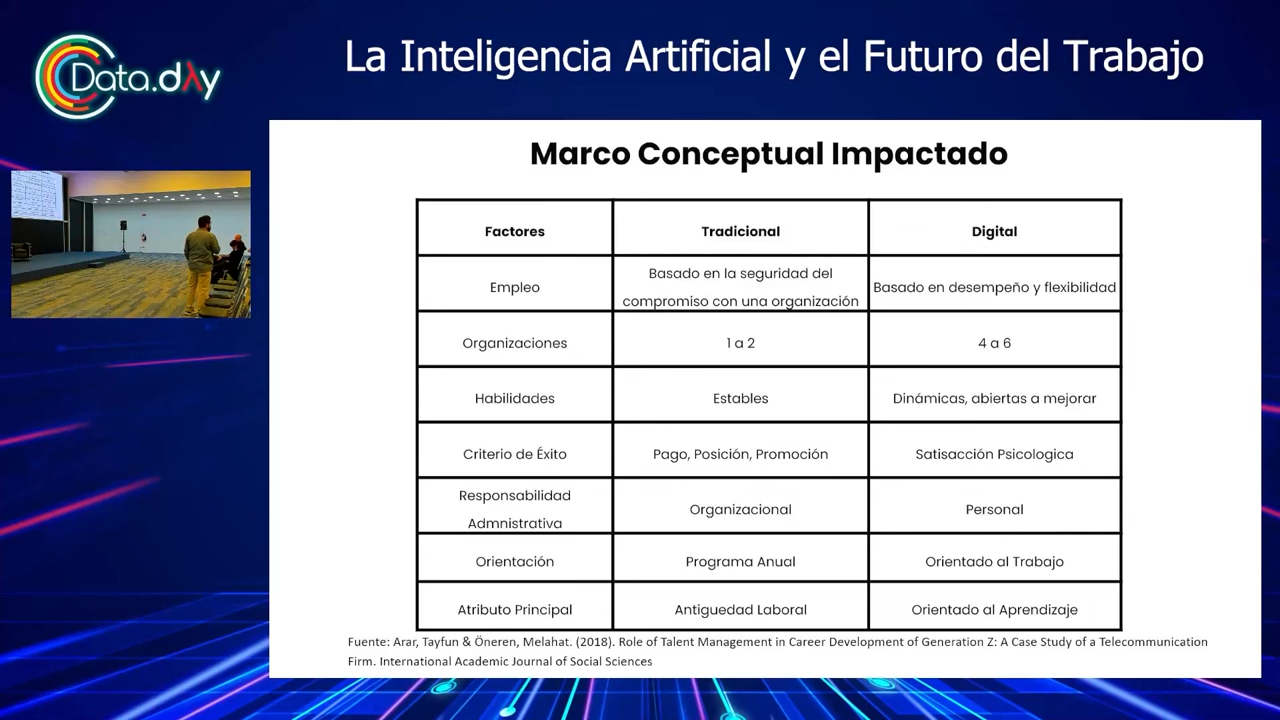 Data.day
La Inteligencia Artificial y el Futuro del Trabajo
Marco Conceptual Impactado
Factores
Tradicional
Digital
Empleo
Basado en la seguridad del
compromiso con una organización
Basado en desempeño y flexibilidad
Organizaciones
1 a 2
4 a 6
Habilidades
Estables
Dinámicas, abiertas a mejorar
Criterio de Éxito
Pago, Posición, Promoción
Satisacción Psicologica
Responsabilidad
Admnistrativa
Organizacional
Personal
Orientación
Programa Anual
Orientado al Trabajo
Atributo Principal
Antiguedad Laboral
Orientado al Aprendizaje
Fuente: Arar, Tayfun & Öneren, Melahat. (2018). Role of Talent Management in Career Development of Generation Z: A Case Study of a Telecommunication
Firm. International Academic Journal of Social Sciences